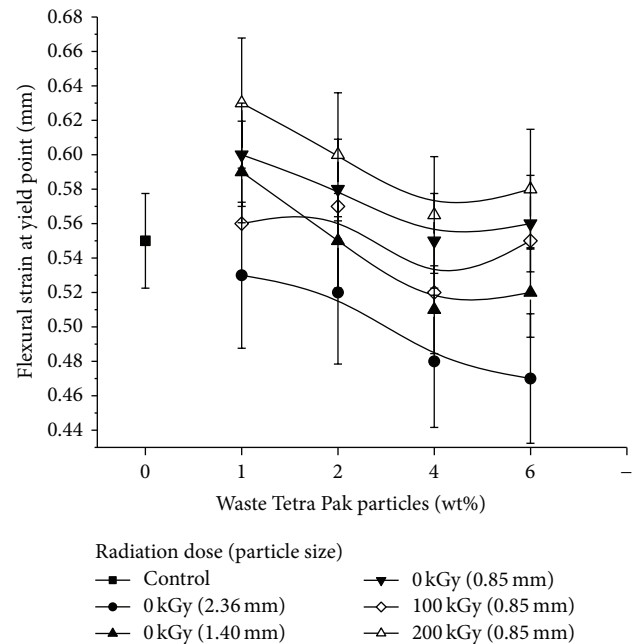 0.68
0.66
0.64
0.62
0.60
0.58
0.56
0.54
0.52
0.50
0.48
0.46
0.44
Flexural strain at yield point (mm)
0 1 2 4 6 –
Waste Tetra Pak particles (wt%)
Radiation dose (particle size)
Control
0 kGy (2.36 mm)
0 kGy (1.40 mm)
0 kGy (0.85 mm)
100 kGy (0.85 mm)
200 kGy (0.85 mm)